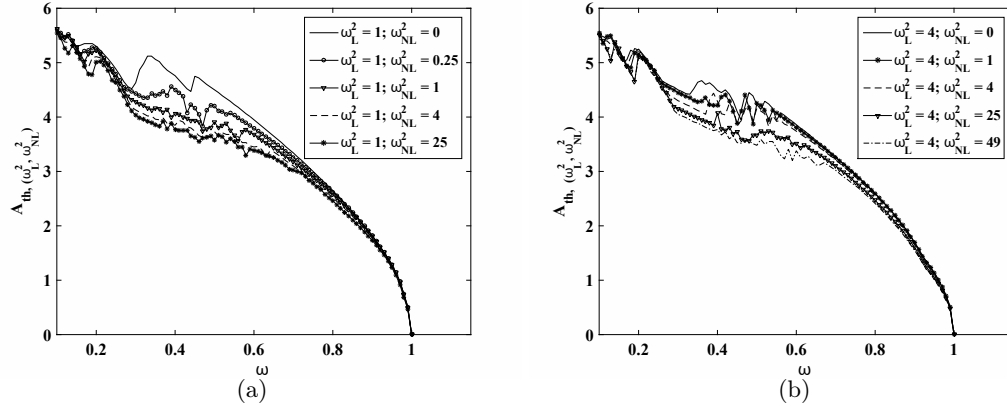 6
5
4
3
2
1
0
A_th, (ω_L^2, ω_NL^2)
0.2 0.4 0.6 0.8 1
ω
ω_L^2 = 1; ω_NL^2 = 0
ω_L^2 = 1; ω_NL^2 = 0.25
ω_L^2 = 1; ω_NL^2 = 1
ω_L^2 = 1; ω_NL^2 = 4
ω_L^2 = 1; ω_NL^2 = 25
(a)
6
5
4
3
2
1
0
A_th, (ω_L^2, ω_NL^2)
0.2 0.4 0.6 0.8 1
ω
ω_L^2 = 4; ω_NL^2 = 0
ω_L^2 = 4; ω_NL^2 = 1
ω_L^2 = 4; ω_NL^2 = 4
ω_L^2 = 4; ω_NL^2 = 25
ω_L^2 = 4; ω_NL^2 = 49
(b)